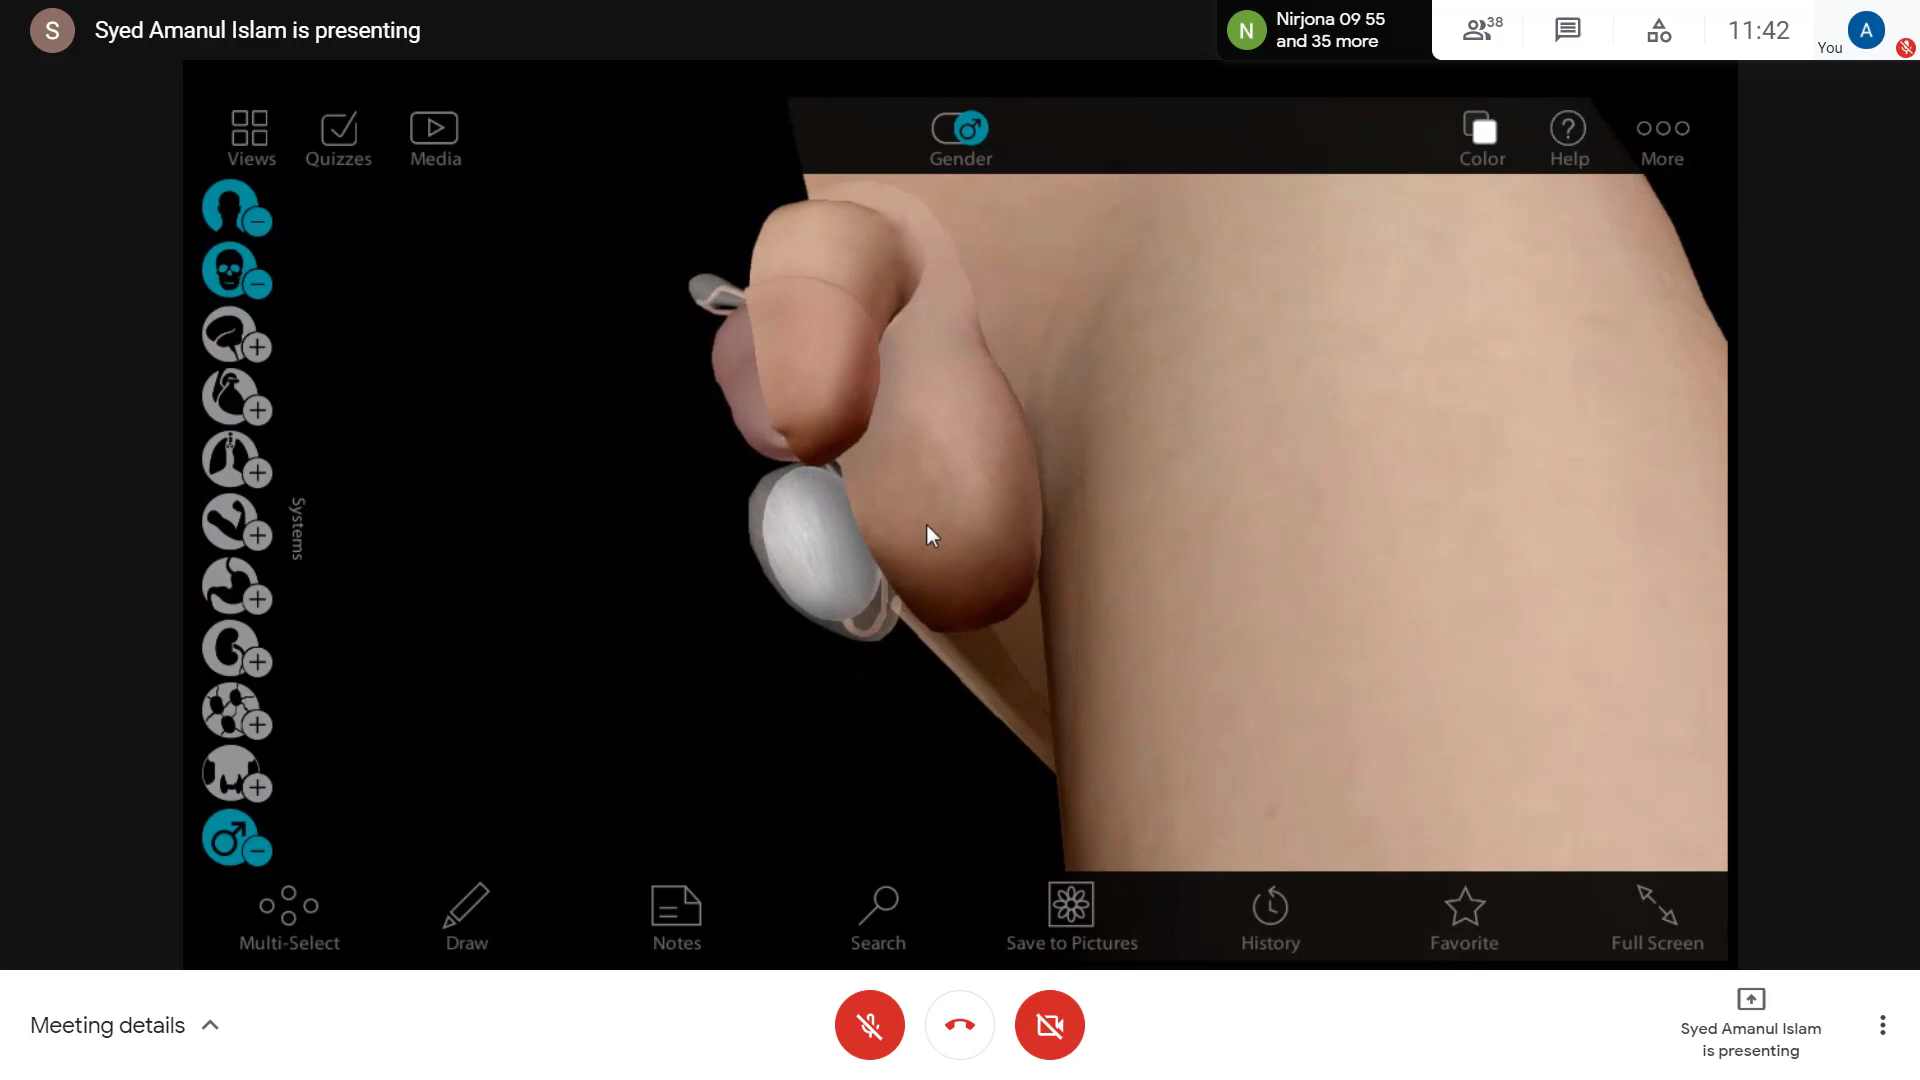 S
Syed Amanul Islam is presenting
N
Nirjona 09 55
and 35 more
38
11:42
You
A
Views
Quizzes
Media
Gender
Color
Help
More
Systems
Multi-Select
Draw
Notes
Search
Save to Pictures
History
Favorite
Full Screen
Meeting details
Syed Amanul Islam
is presenting